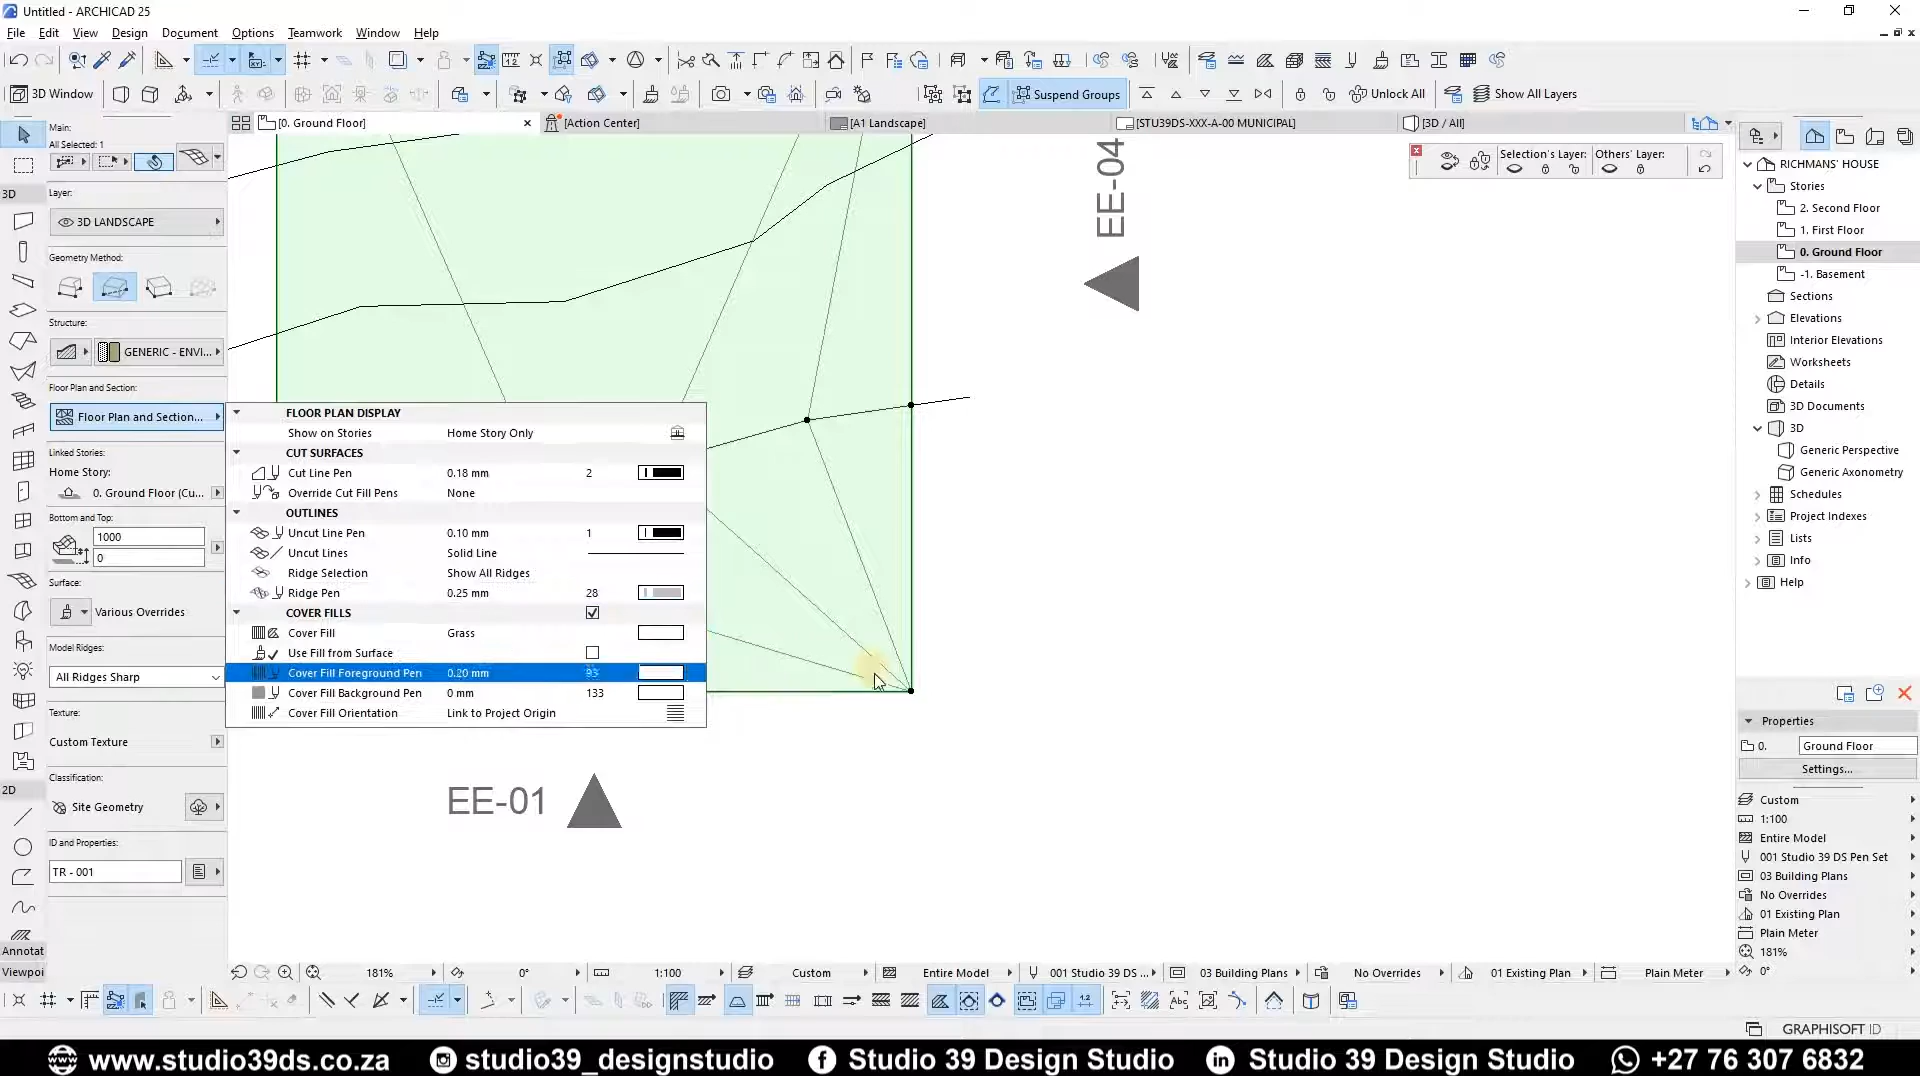 Untitled - ARCHICAD 25
File Edit View Design Document Options Teamwork Window Help
3D Window
Suspend Groups
Unlock All
Show All Layers
[0. Ground Floor]
[Action Center]
[A1 Landscape]
[STU39DS-XXX-A-00 MUNICIPAL]
[3D / All]
Main:
All Selected: 1
3D
Layer:
3D LANDSCAPE
Geometry Method:
Structure:
GENERIC - ENVI...
Floor Plan and Section:
Floor Plan and Section...
Linked Stories:
Home Story:
0. Ground Floor (Cu...
Bottom and Top:
1000
0
Surface:
Various Overrides
Model Ridges:
All Ridges Sharp
Texture:
Custom Texture
Classification:
2D
Site Geometry
ID and Properties:
TR - 001
Annotat
Viewpoi
FLOOR PLAN DISPLAY
Show on Stories Home Story Only
CUT SURFACES
Cut Line Pen 0.18 mm 2
Override Cut Fill Pens None
OUTLINES
Uncut Line Pen 0.10 mm 1
Uncut Lines Solid Line
Ridge Selection Show All Ridges
Ridge Pen 0.25 mm 28
COVER FILLS
Cover Fill Grass
Use Fill from Surface
Cover Fill Foreground Pen 0.20 mm 93
Cover Fill Background Pen 0 mm 133
Cover Fill Orientation Link to Project Origin
EE-04
EE-01
Selection's Layer: Others' Layer:
RICHMANS' HOUSE
Stories
2. Second Floor
1. First Floor
0. Ground Floor
-1. Basement
Sections
Elevations
Interior Elevations
Worksheets
Details
3D Documents
3D
Generic Perspective
Generic Axonometry
Schedules
Project Indexes
Lists
Info
Help
Properties
0. Ground Floor
Settings...
Custom
1:100
Entire Model
001 Studio 39 DS Pen Set
03 Building Plans
No Overrides
01 Existing Plan
Plain Meter
181%
0°
181% 0° 1:100 Custom Entire Model 001 Studio 39 DS ... 03 Building Plans No Overrides 01 Existing Plan Plain Meter
GRAPHISOFT ID
www.studio39ds.co.za studio39_designstudio Studio 39 Design Studio Studio 39 Design Studio +27 76 307 6832